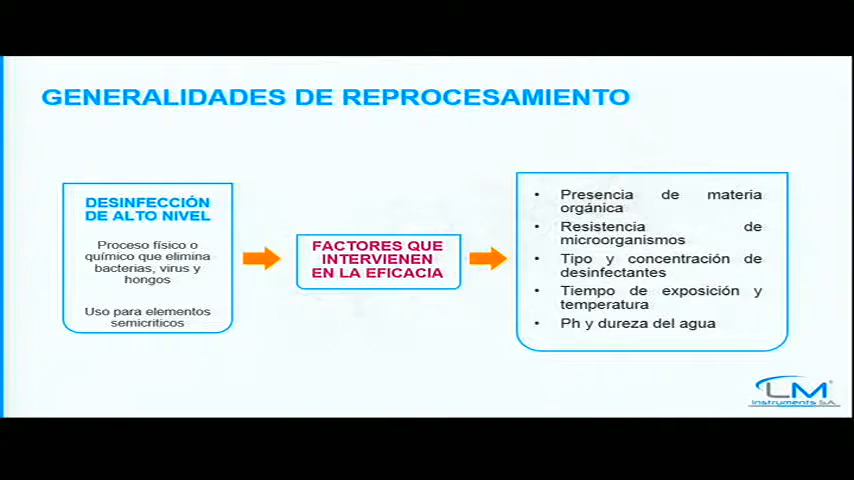 GENERALIDADES DE REPROCESAMIENTO
DESINFECCIÓN
DE ALTO NIVEL
Proceso físico o
químico que elimina
bacterias, virus y
hongos
Uso para elementos
semicriticos
FACTORES QUE
INTERVIENEN
EN LA EFICACIA
• Presencia de materia
orgánica
• Resistencia de
microorganismos
• Tipo y concentración de
desinfectantes
• Tiempo de exposición y
temperatura
• Ph y dureza del agua
LM®
Instruments S.A.